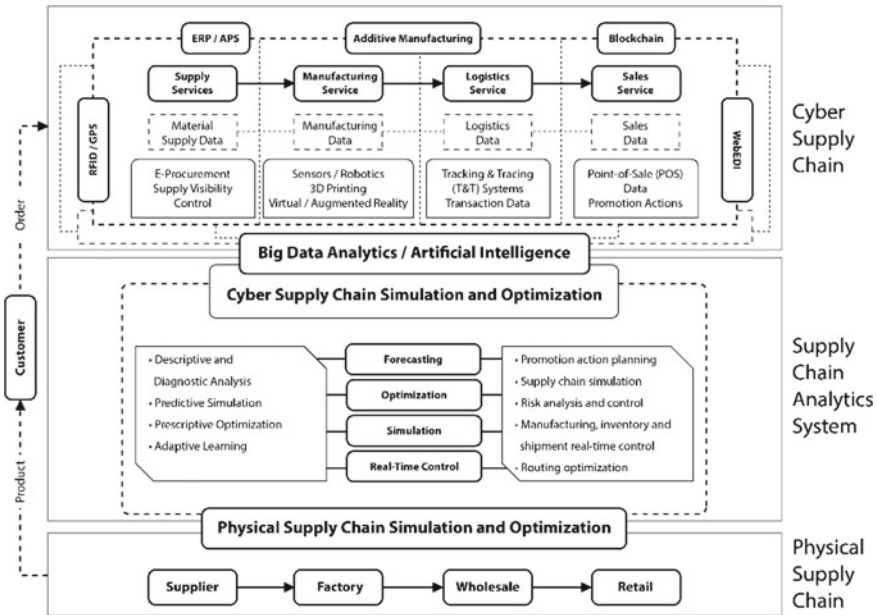 ERP / APS
Additive Manufacturing
Blockchain
RFID / GPS
WebEDI
Supply
Services
Manufacturing
Service
Logistics
Service
Sales
Service
Material
Supply Data
Manufacturing
Data
Logistics
Data
Sales
Data
E-Procurement
Supply Visibility
Control
Sensors / Robotics
3D Printing
Virtual / Augmented Reality
Tracking & Tracing
(T&T) Systems
Transaction Data
Point-of-Sale (POS)
Data
Promotion Actions
Cyber
Supply
Chain
Order
Customer
Product
Big Data Analytics / Artificial Intelligence
Cyber Supply Chain Simulation and Optimization
• Descriptive and
Diagnostic Analysis
• Predictive Simulation
• Prescriptive Optimization
• Adaptive Learning
Forecasting
Optimization
Simulation
Real-Time Control
• Promotion action planning
• Supply chain simulation
• Risk analysis and control
• Manufacturing, inventory and
shipment real-time control
• Routing optimization
Supply
Chain
Analytics
System
Physical Supply Chain Simulation and Optimization
Supplier
Factory
Wholesale
Retail
Physical
Supply
Chain